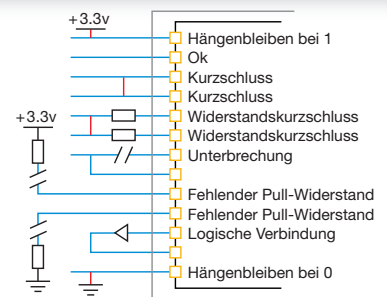 +3.3v
Hängenbleiben bei 1
Ok
Kurzschluss
Kurzschluss
+3.3v
Widerstandskurzschluss
Widerstandskurzschluss
Unterbrechung
Fehlender Pull-Widerstand
Fehlender Pull-Widerstand
Logische Verbindung
Hängenbleiben bei 0